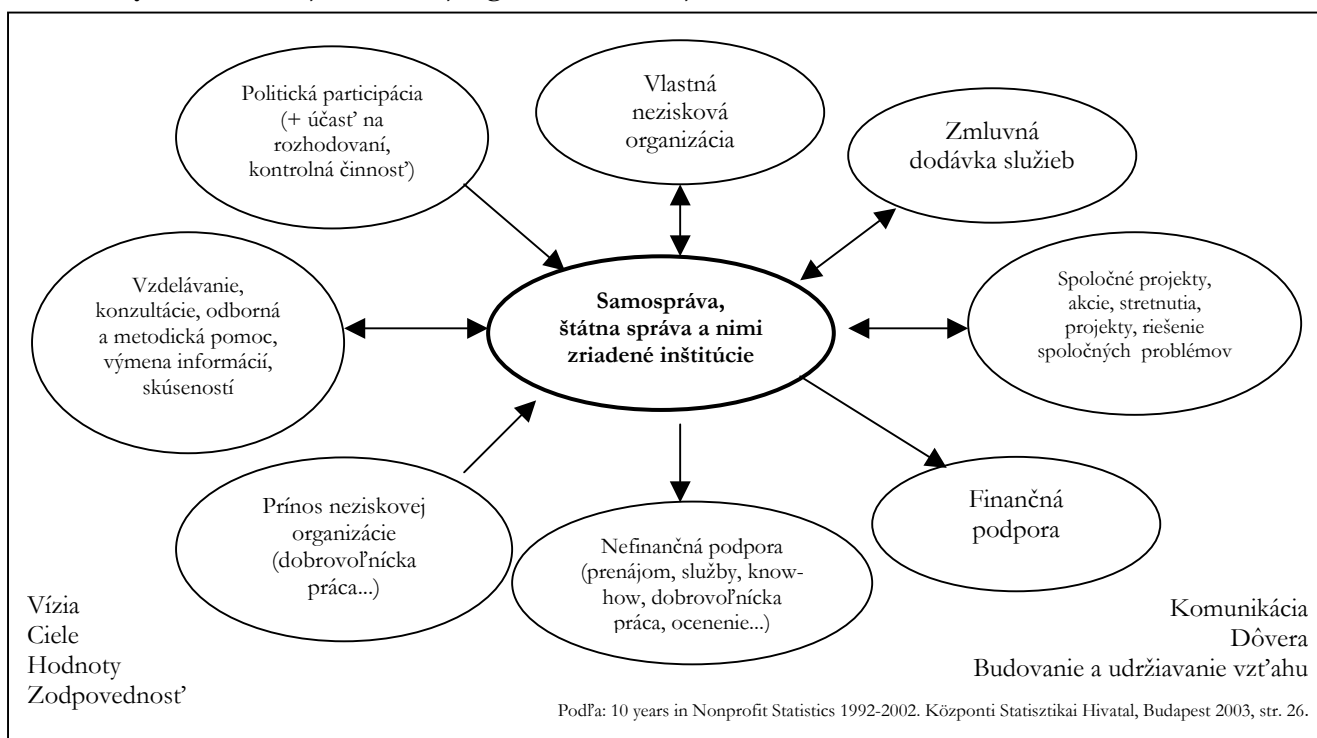 Politická participácia
(+ účasť na
rozhodovaní,
kontrolná činnosť)
Vlastná
nezisková
organizácia
Zmluvná
dodávka služieb
Vzdelávanie,
konzultácie, odborná
a metodická pomoc,
výmena informácií,
skúseností
Samospráva,
štátna správa a nimi
zriadené inštitúcie
Spoločné projekty,
akcie, stretnutia,
projekty, riešenie
spoločných problémov
Prínos neziskovej
organizácie
(dobrovoľnícka
práca...)
Nefinančná podpora
(prenájom, služby, know-
how, dobrovoľnícka
práca, ocenenie...)
Finančná
podpora
Vízia
Ciele
Hodnoty
Zodpovednosť
Komunikácia
Dôvera
Budovanie a udržiavanie vzťahu
Podľa: 10 years in Nonprofit Statistics 1992-2002. Központi Statisztikai Hivatal, Budapest 2003, str. 26.